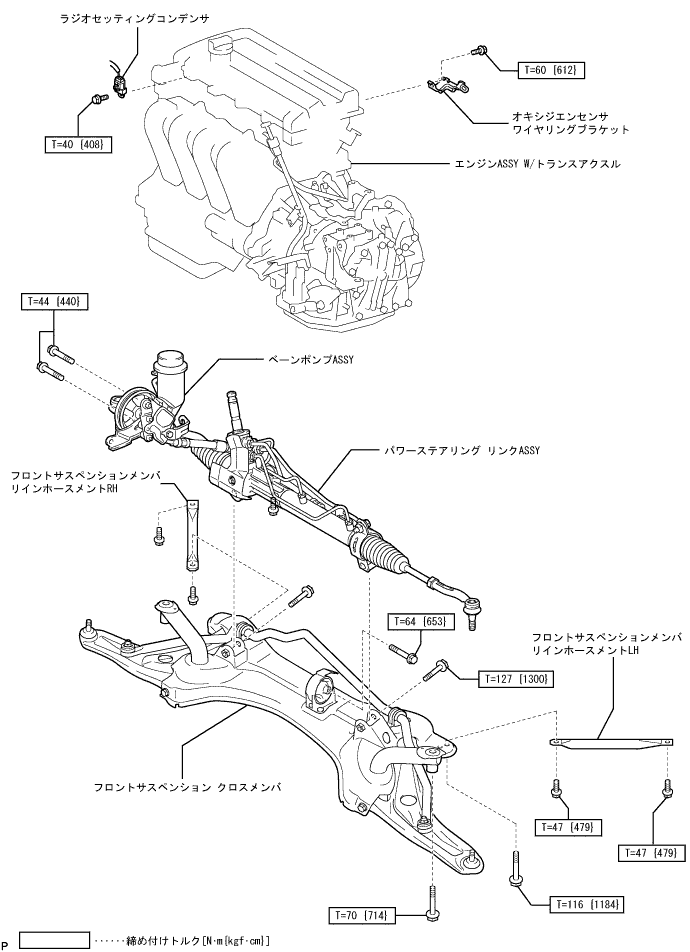 ラジオセッティングコンデンサ
T=60 {612}
オキシジエンセンサ
ワイヤリングブラケット
T=40 {408}
エンジンASSY W/トランスアクスル
T=44 {440}
ベーンポンプASSY
パワーステアリング リンクASSY
フロントサスペンションメンバ
リインホースメントRH
T=64 {653}
フロントサスペンションメンバ
リインホースメントLH
T=127 {1300}
フロントサスペンション クロスメンバ
T=47 {479}
T=47 {479}
T=116 {1184}
T=70 {714}
P
······締め付けトルク[N·m{kgf·cm}]